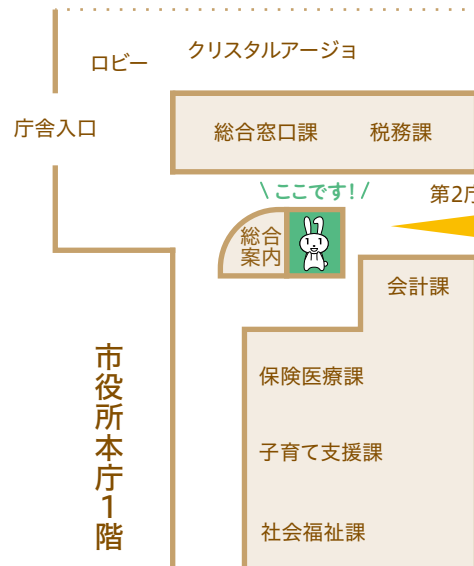 クリスタルアージョ
ロビー
庁舎入口
総合窓口課
税務課
\ ここです! /
第2庁
総合
案内
会計課
市役所本庁1階
保険医療課
子育て支援課
社会福祉課